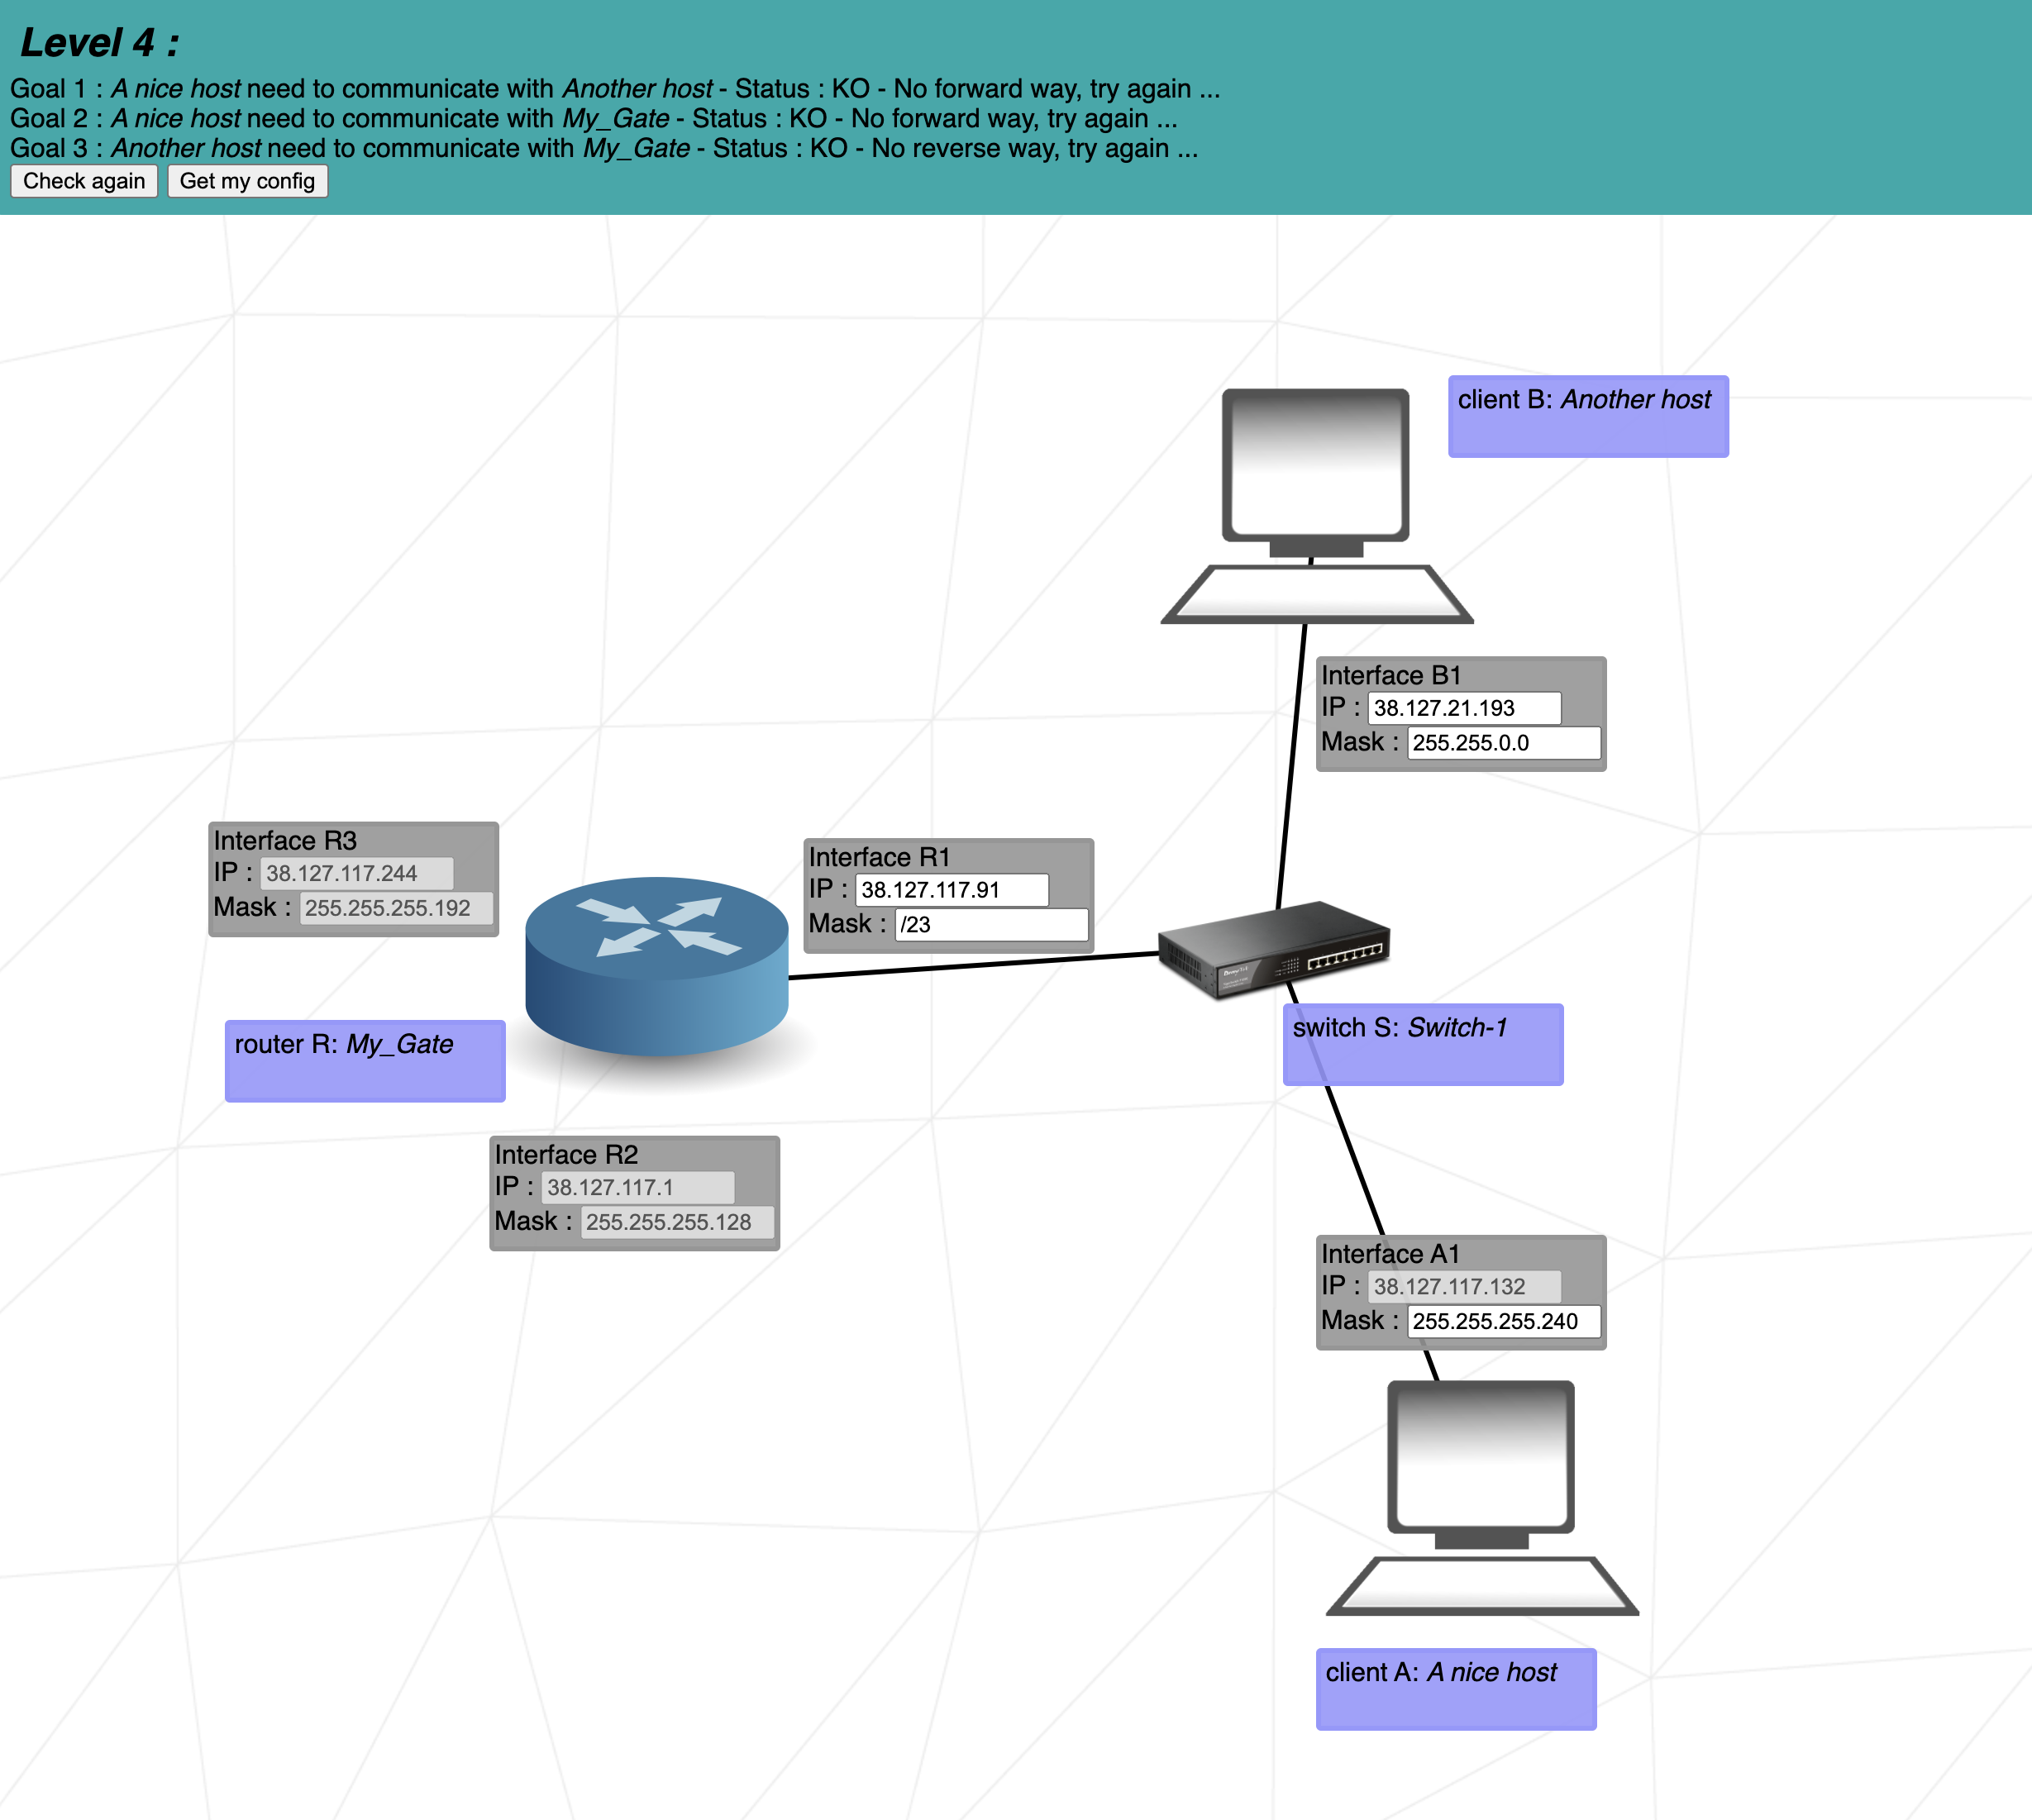 Level 4 :
Goal 1 : A nice host need to communicate with Another host - Status : KO - No forward way, try again ...
Goal 2 : A nice host need to communicate with My_Gate - Status : KO - No forward way, try again ...
Goal 3 : Another host need to communicate with My_Gate - Status : KO - No reverse way, try again ...
Check again Get my config
client B: Another host
Interface B1
IP : 38.127.21.193
Mask : 255.255.0.0
Interface R3
IP : 38.127.117.244
Mask : 255.255.255.192
Interface R1
IP : 38.127.117.91
Mask : /23
router R: My_Gate
switch S: Switch-1
Interface R2
IP : 38.127.117.1
Mask : 255.255.255.128
Interface A1
IP : 38.127.117.132
Mask : 255.255.255.240
client A: A nice host